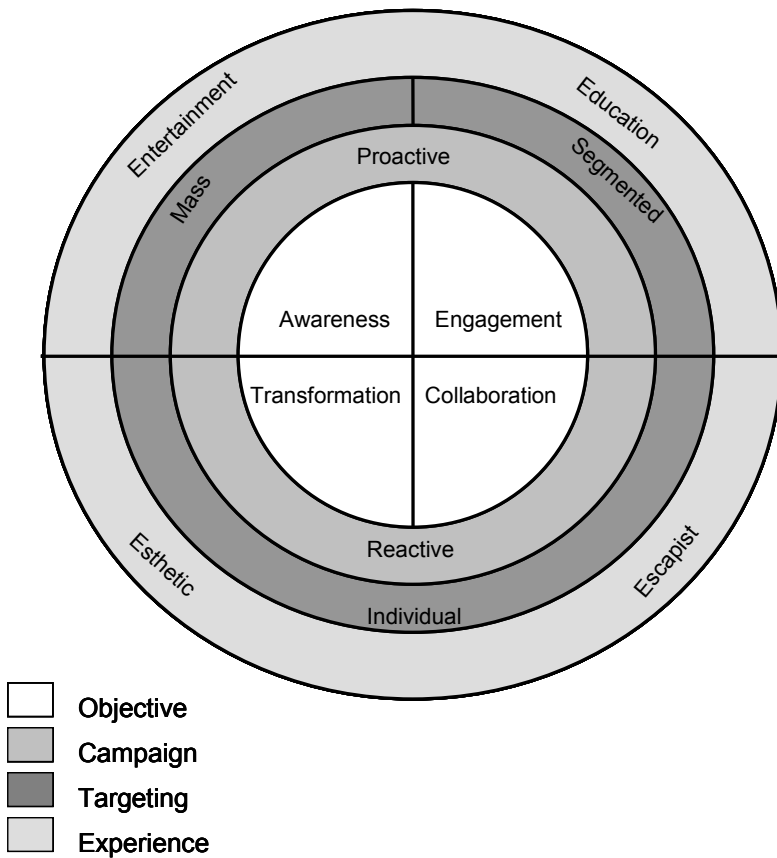 Entertainment
Education
Mass
Proactive
Segmented
Awareness
Engagement
Transformation
Collaboration
Esthetic
Reactive
Escapist
Individual
Objective
Campaign
Targeting
Experience